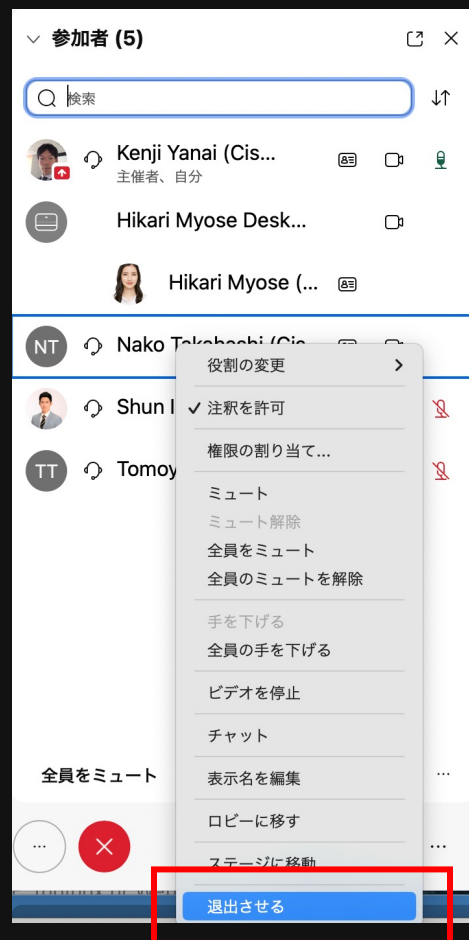 参加者 (5)
検索
Kenji Yanai (Cis...
主催者、自分
Hikari Myose Desk...
Hikari Myose (...
NT Nako Takahashi (Cis...
Shun I
TT Tomoy
役割の変更
注釈を許可
権限の割り当て...
ミュート
ミュート解除
全員をミュート
全員のミュートを解除
手を下げる
全員の手を下げる
ビデオを停止
チャット
表示名を編集
ロビーに移す
ステージに移動
退出させる
全員をミュート